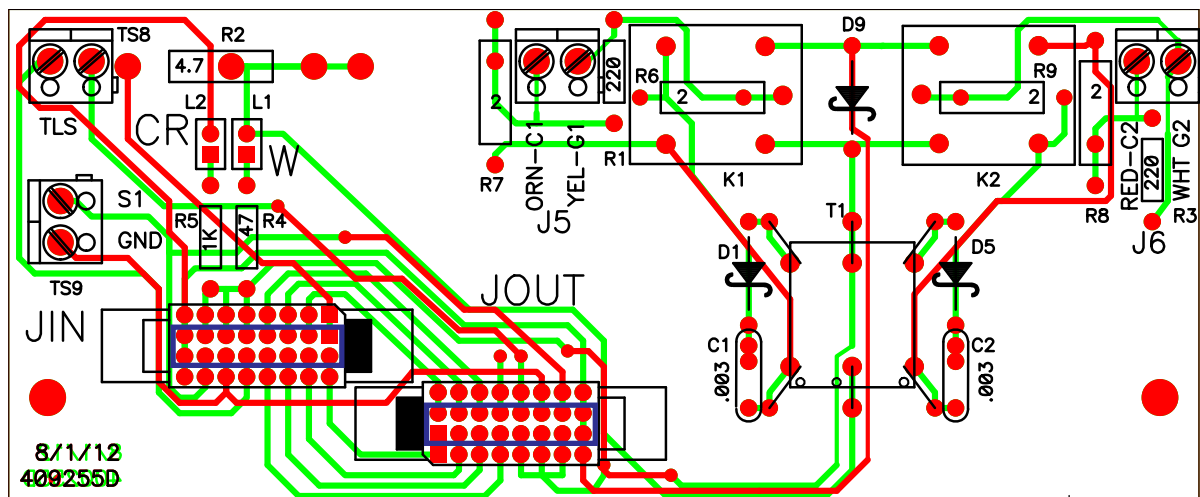 TS8
R2
4.7
L2
L1
TLS
CR
W
S1
GND
TS9
R5
1K
47
R4
JIN
8/1/12
409255D
2
R7
ORN-C1
YEL-G1
J5
220
R1
R6
2
K1
D9
R9
2
K2
2
R8
RED-C2
220
WHT G2
R3
J6
T1
D1
D5
C1
.003
C2
.003
JOUT